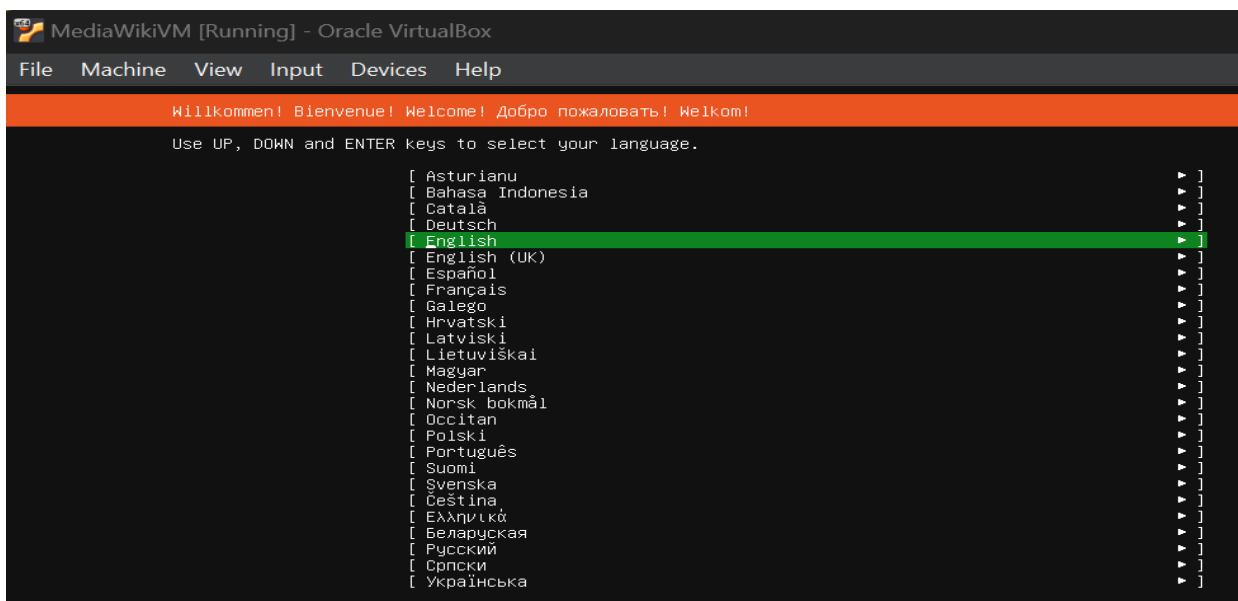 MediaWikiVM [Running] - Oracle VirtualBox
File Machine View Input Devices Help
Willkommen! Bienvenue! Welcome! Добро пожаловать! Welkom!
Use UP, DOWN and ENTER keys to select your language.
[ Asturianu ► ]
[ Bahasa Indonesia ► ]
[ Català ► ]
[ Deutsch ► ]
[ English ► ]
[ English (UK) ► ]
[ Español ► ]
[ Français ► ]
[ Galego ► ]
[ Hrvatski ► ]
[ Latviski ► ]
[ Lietuviškai ► ]
[ Magyar ► ]
[ Nederlands ► ]
[ Norsk bokmål ► ]
[ Occitan ► ]
[ Polski ► ]
[ Português ► ]
[ Suomi ► ]
[ Svenska ► ]
[ Čeština ► ]
[ Ελληνικά ► ]
[ Беларуская ► ]
[ Русский ► ]
[ Српски ► ]
[ Українська ► ]